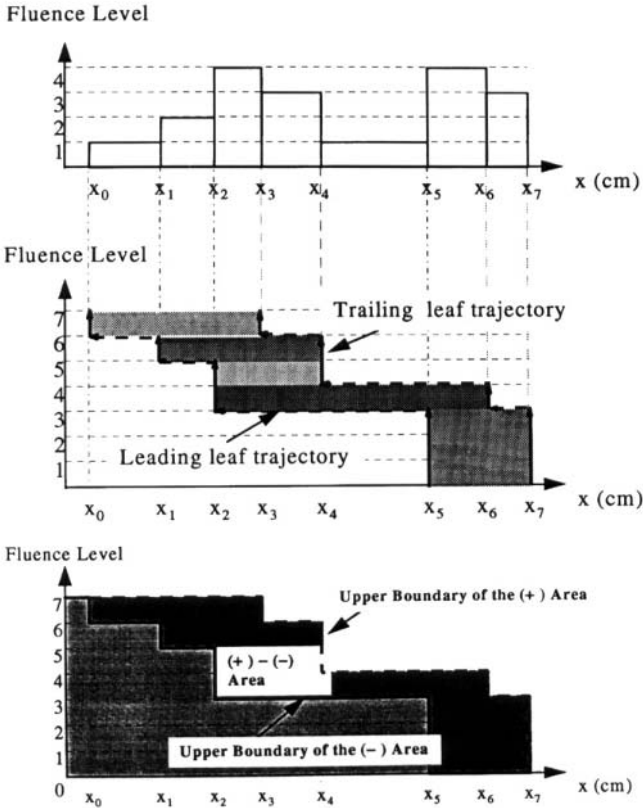 Fluence Level
4
3
2
1
x0 x1 x2 x3 x4 x5 x6 x7 x (cm)
Fluence Level
7
6
5
4
3
2
1
Trailing leaf trajectory
Leading leaf trajectory
x0 x1 x2 x3 x4 x5 x6 x7 x (cm)
Fluence Level
7
6
5
4
3
2
1
0
Upper Boundary of the (+) Area
(+) – (–)
Area
Upper Boundary of the (–) Area
x0 x1 x2 x3 x4 x5 x6 x7 x (cm)